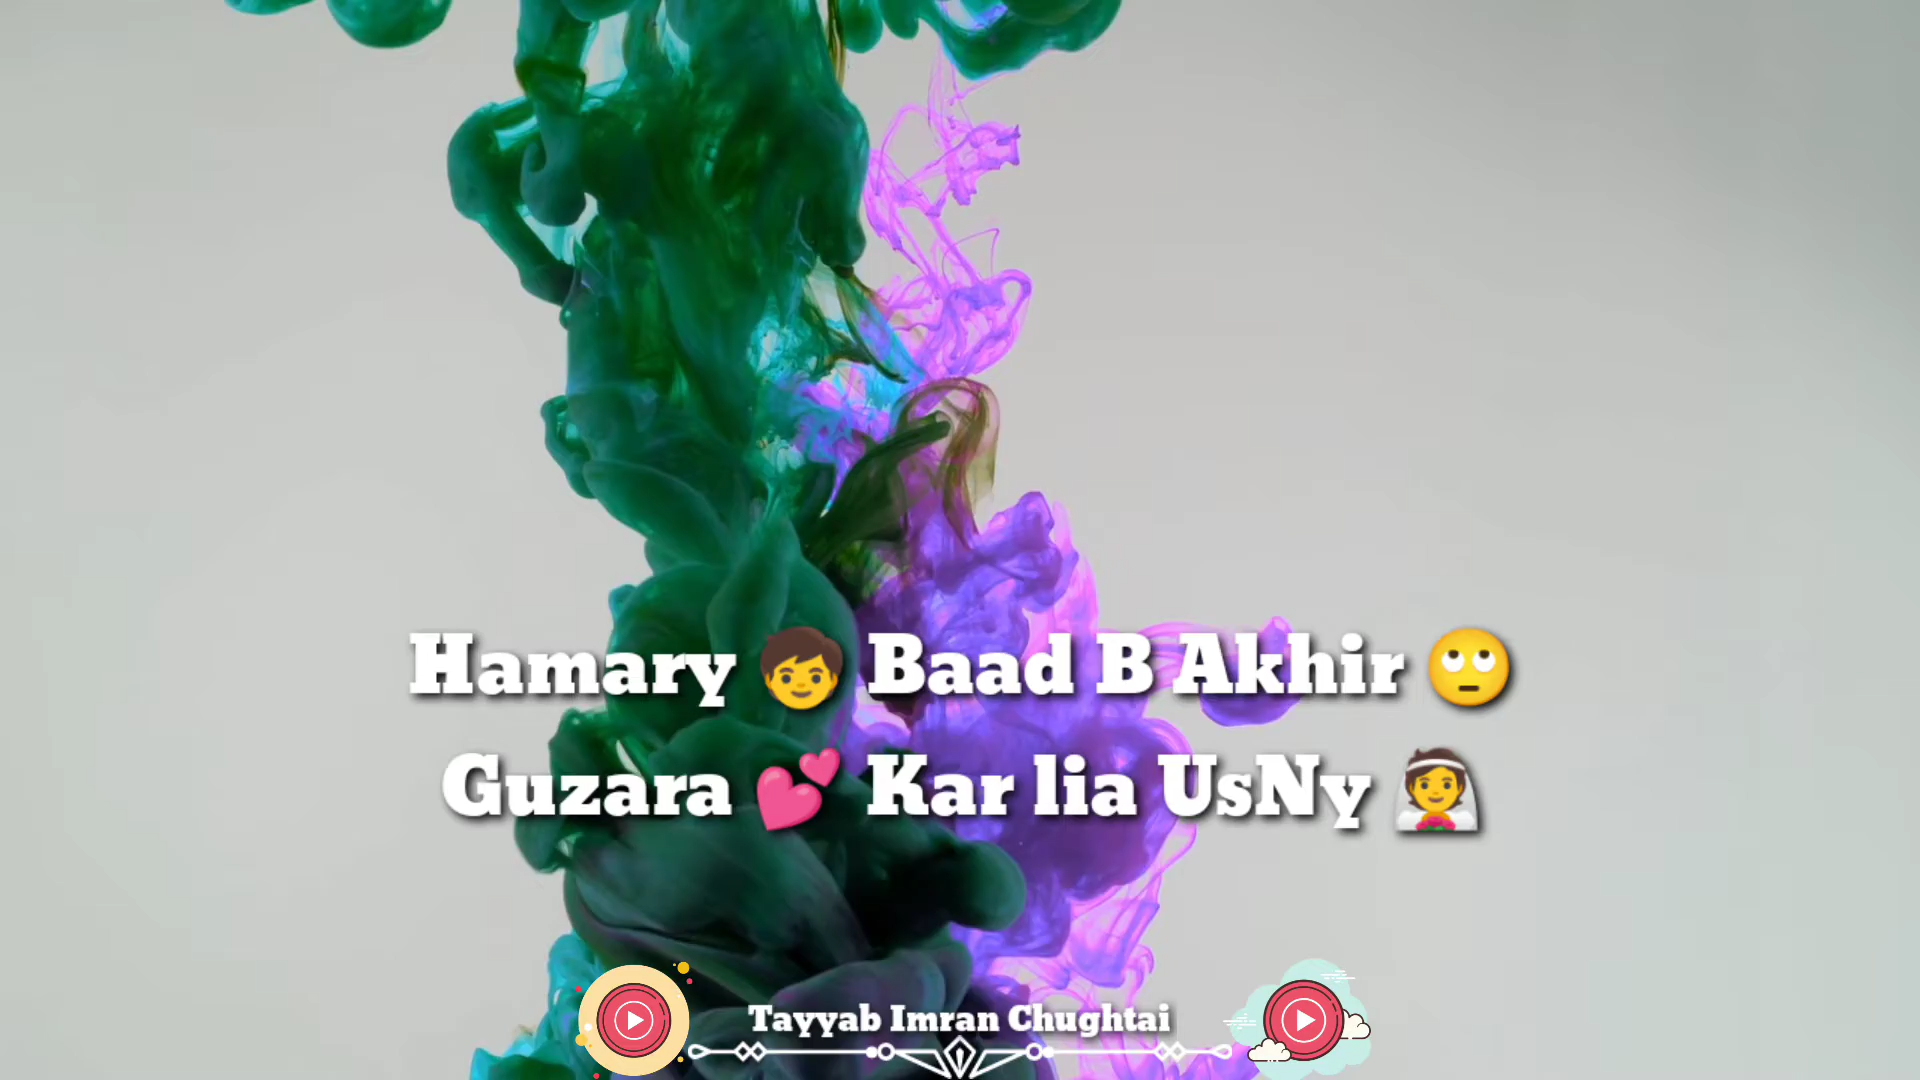 Hamary 🧒 Baad B Akhir 🙄
Guzara 💕 Kar lia UsNy 👰
Tayyab Imran Chughtai